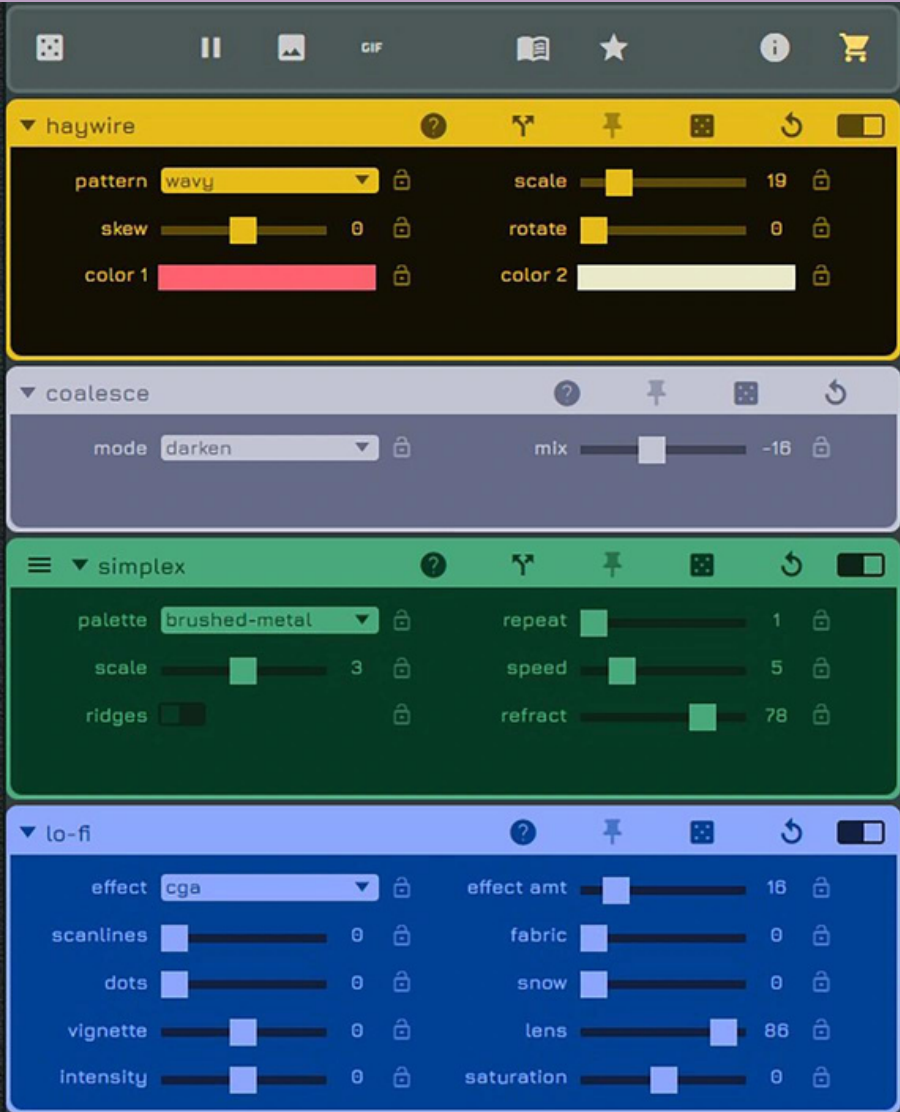 GIF
haywire
pattern wavy scale 19
skew 0 rotate 0
color 1 color 2
coalesce
mode darken mix -16
simplex
palette brushed-metal repeat 1
scale 3 speed 5
ridges refract 78
lo-fi
effect cga effect amt 16
scanlines 0 fabric 0
dots 0 snow 0
vignette 0 lens 86
intensity 0 saturation 0